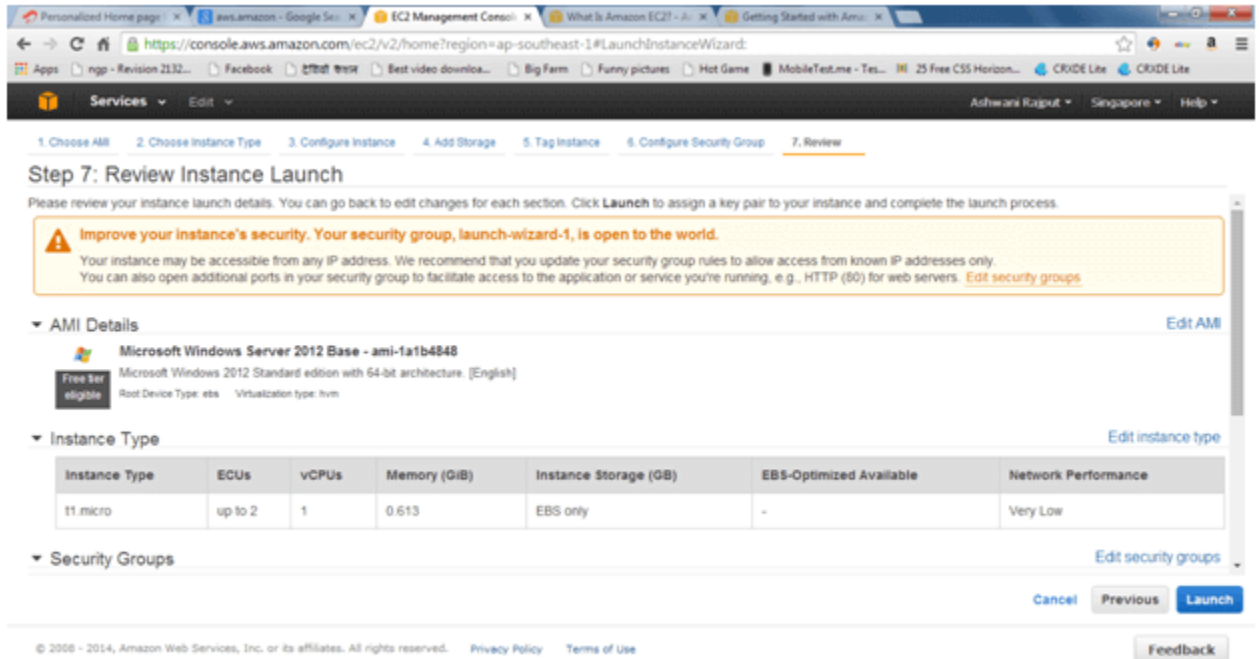 Personalized Home page
aws.amazon - Google Sea
EC2 Management Consol
What Is Amazon EC2? - A
Getting Started with Ama
https://console.aws.amazon.com/ec2/v2/home?region=ap-southeast-1#LaunchInstanceWizard:
Apps ngp - Revision 2132... Facebook Best video downloa... Big Farm Funny pictures Hot Game MobileTest.me - Tes... 25 Free CSS Horizon... CRXDE Lite CRXDE Lite
Services Edit Ashwani Rajput Singapore Help
1. Choose AMI 2. Choose Instance Type 3. Configure Instance 4. Add Storage 5. Tag Instance 6. Configure Security Group 7. Review
Step 7: Review Instance Launch
Please review your instance launch details. You can go back to edit changes for each section. Click Launch to assign a key pair to your instance and complete the launch process.
Improve your instance's security. Your security group, launch-wizard-1, is open to the world.
Your instance may be accessible from any IP address. We recommend that you update your security group rules to allow access from known IP addresses only.
You can also open additional ports in your security group to facilitate access to the application or service you're running, e.g., HTTP (80) for web servers. Edit security groups
AMI Details Edit AMI
Microsoft Windows Server 2012 Base - ami-1a1b4848
Free tier eligible
Microsoft Windows 2012 Standard edition with 64-bit architecture. [English]
Root Device Type: ebs Virtualization type: hvm
Instance Type Edit instance type
Instance Type ECUs vCPUs Memory (GiB) Instance Storage (GB) EBS-Optimized Available Network Performance
t1.micro up to 2 1 0.613 EBS only - Very Low
Security Groups Edit security groups
Cancel Previous Launch
© 2008 - 2014, Amazon Web Services, Inc. or its affiliates. All rights reserved. Privacy Policy Terms of Use Feedback